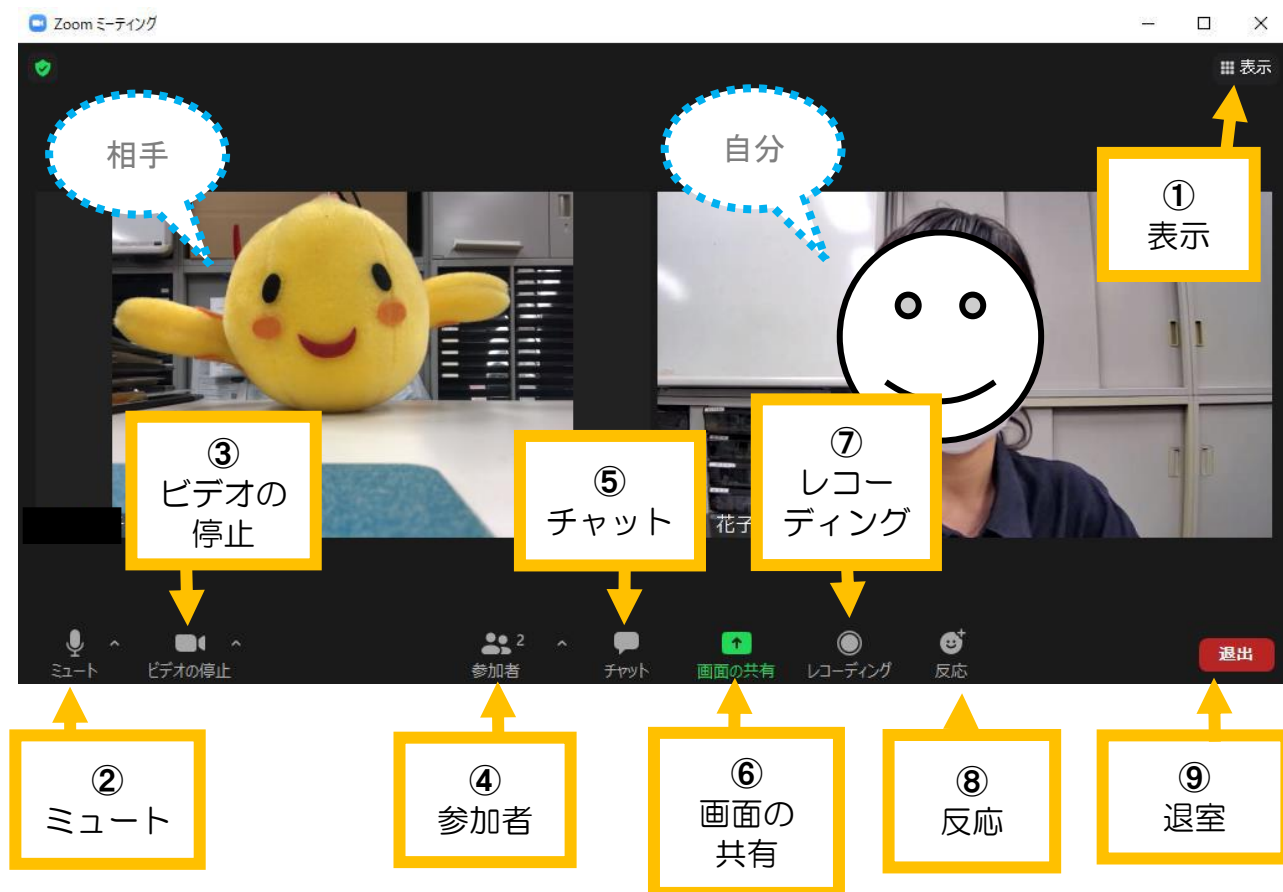 Zoom ミーティング
表示
相手
自分
①
表示
③
ビデオの
停止
⑤
チャット
⑦
レコー
ディング
花子
ミュート
ビデオの停止
2
参加者
チャット
画面の共有
レコーディング
反応
退出
②
ミュート
④
参加者
⑥
画面の
共有
⑧
反応
⑨
退室